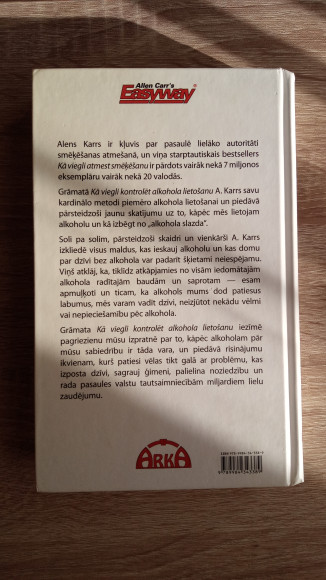 Allen Carr's
EASYWAY
Alens Karrs ir kļuvis par pasaulē lielāko autoritāti
smēķēšanas atmešanā, un viņa starptautiskais bestsellers
Kā viegli atmest smēķēšanu ir pārdots vairāk nekā 7 miljonos
eksemplāru vairāk nekā 20 valodās.
Grāmatā Kā viegli kontrolēt alkohola lietošanu A. Karrs savu
kardinālo metodi piemēro alkohola lietošanai un piedāvā
pārsteidzoši jaunu skatījumu uz to, kāpēc mēs lietojam
alkoholu un kā izbēgt no „alkohola slazda".
Soli pa solim, pārsteidzoši skaidri un vienkārši A. Karrs
izkliedē visus maldus, kas ieskauj alkoholu un kas domu
par dzīvi bez alkohola var padarīt šķietami neiespējamu.
Viņš atklāj, ka, tiklīdz atkāpjamies no visām iedomātajām
alkohola radītajām baudām un saprotam — esam
apmuļķoti un ticam, ka alkohols mums dod patiesus
labumus, mēs varam vadīt dzīvi, neizjūtot nekādu vēlmi
vai nepieciešamību pēc alkohola.
Grāmata Kā viegli kontrolēt alkohola lietošanu iezīmē
pagriezienu mūsu izpratnē par to, kāpēc alkoholam par
mūsu sabiedrību ir tāda vara, un piedāvā risinājumu
ikvienam, kurš patiesi vēlas tikt galā ar problēmu, kas
izposta dzīvi, sagrauj ģimeni, palielina noziedzību un
rada pasaules valstu tautsaimniecībām miljardiem lielu
zaudējumu.
ARKA